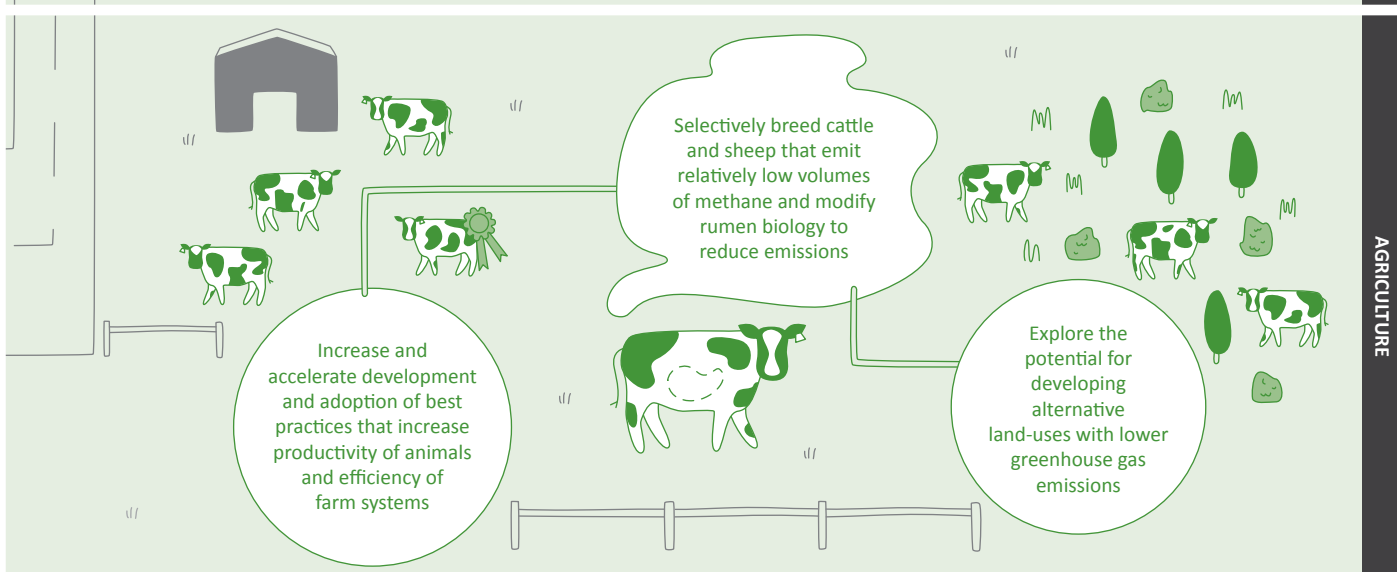 Selectively breed cattle
and sheep that emit
relatively low volumes
of methane and modify
rumen biology to
reduce emissions
Increase and
accelerate development
and adoption of best
practices that increase
productivity of animals
and efficiency of
farm systems
Explore the
potential for
developing
alternative
land-uses with lower
greenhouse gas
emissions
AGRICULTURE